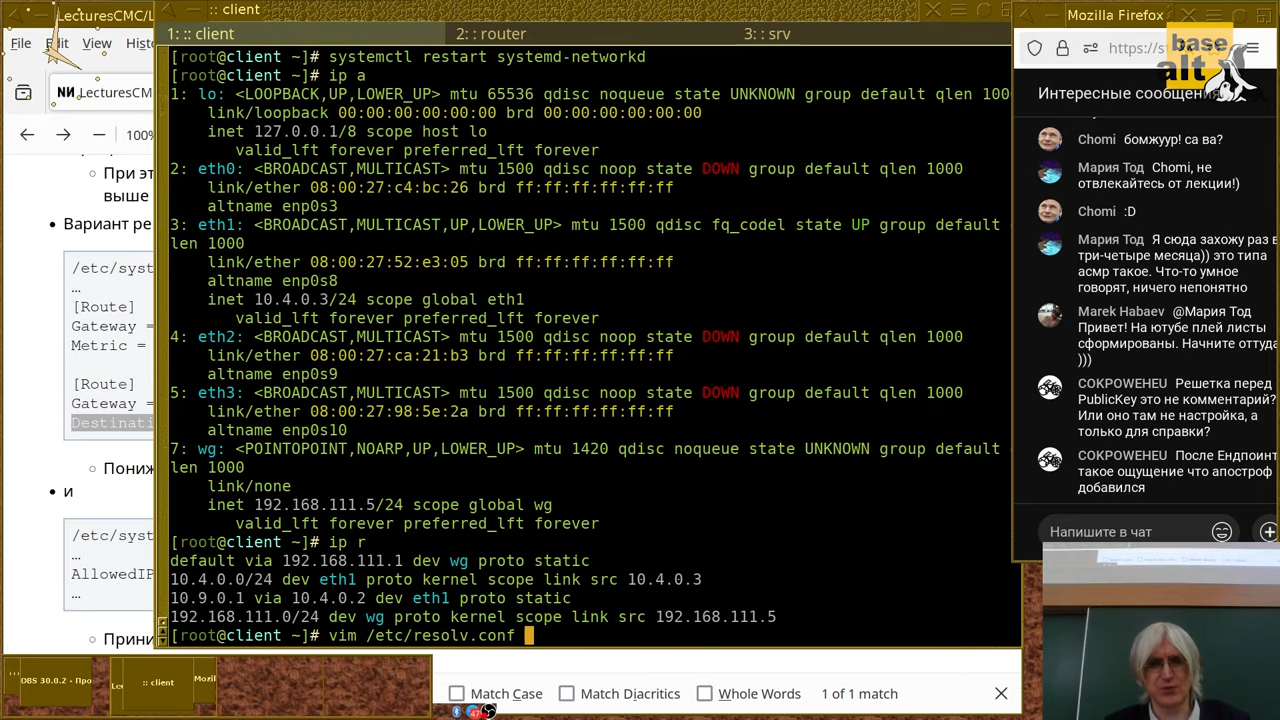 LecturesCMC/L
:: client
Mozilla Firefox
File Edit View Histo
LecturesCM
100%
При эт
выше
Вариант ре
/etc/syst
…
[Route]
Gateway =
Metric =
[Route]
Gateway =
Destinati
Пониж
и
/etc/syst
…
AllowedIP
…
Прини
1: :: client
2: : router
3: :: srv
[root@client ~]# systemctl restart systemd-networkd
[root@client ~]# ip a
1: lo: <LOOPBACK,UP,LOWER_UP> mtu 65536 qdisc noqueue state UNKNOWN group default qlen 100
link/loopback 00:00:00:00:00:00 brd 00:00:00:00:00:00
inet 127.0.0.1/8 scope host lo
valid_lft forever preferred_lft forever
2: eth0: <BROADCAST,MULTICAST> mtu 1500 qdisc noop state DOWN group default qlen 1000
link/ether 08:00:27:c4:bc:26 brd ff:ff:ff:ff:ff:ff
altname enp0s3
3: eth1: <BROADCAST,MULTICAST,UP,LOWER_UP> mtu 1500 qdisc fq_codel state UP group default
len 1000
link/ether 08:00:27:52:e3:05 brd ff:ff:ff:ff:ff:ff
altname enp0s8
inet 10.4.0.3/24 scope global eth1
valid_lft forever preferred_lft forever
4: eth2: <BROADCAST,MULTICAST> mtu 1500 qdisc noop state DOWN group default qlen 1000
link/ether 08:00:27:ca:21:b3 brd ff:ff:ff:ff:ff:ff
altname enp0s9
5: eth3: <BROADCAST,MULTICAST> mtu 1500 qdisc noop state DOWN group default qlen 1000
link/ether 08:00:27:98:5e:2a brd ff:ff:ff:ff:ff:ff
altname enp0s10
7: wg: <POINTOPOINT,NOARP,UP,LOWER_UP> mtu 1420 qdisc noqueue state UNKNOWN group default
len 1000
link/none
inet 192.168.111.5/24 scope global wg
valid_lft forever preferred_lft forever
[root@client ~]# ip r
default via 192.168.111.1 dev wg proto static
10.4.0.0/24 dev eth1 proto kernel scope link src 10.4.0.3
10.9.0.1 via 10.4.0.2 dev eth1 proto static
192.168.111.0/24 dev wg proto kernel scope link src 192.168.111.5
[root@client ~]# vim /etc/resolv.conf
https://s
base
alt
Интересные сообщения
Chomi бомжуур! са ва?
Мария Тод Chomi, не
отвлекайтесь от лекции!)
Chomi :D
Мария Тод Я сюда захожу раз в
три-четыре месяца)) это типа
асмр такое. Что-то умное
говорят, ничего непонятно
Marek Habaev @Мария Тод
Привет! На ютубе плей листы
сформированы. Начните оттуда
)))
COKPOWEHEU Решетка перед
PublicKey это не комментарий?
Или оно там не настройка, а
только для справки?
COKPOWEHEU После Ендпоинт
такое ощущение что апостроф
добавился
Напишите в чат
DBS 30.0.2 - Про
:: client
Mozil
Match Case
Match Diacritics
Whole Words
1 of 1 match